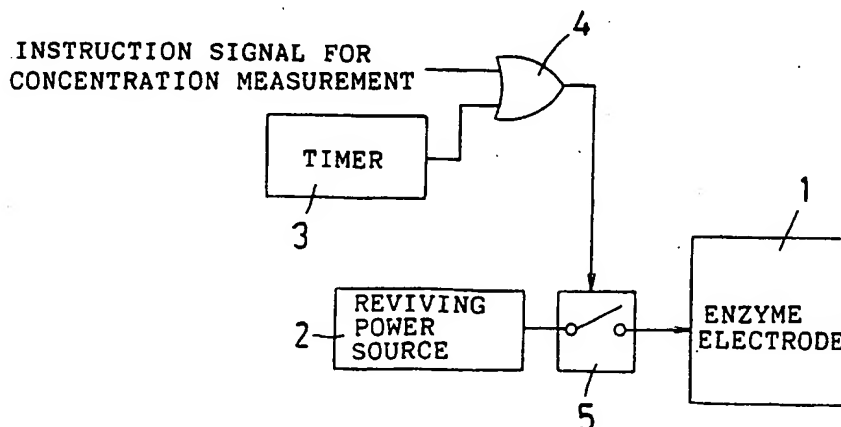 4
INSTRUCTION SIGNAL FOR
CONCENTRATION MEASUREMENT
TIMER
3
1
REVIVING
POWER
SOURCE
2
ENZYME
ELECTRODE
5